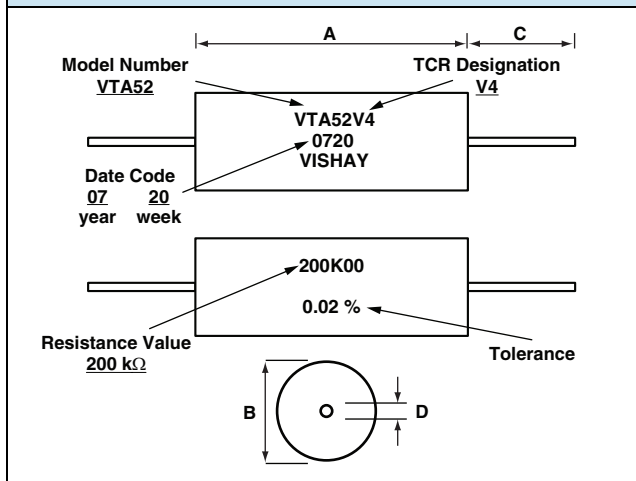 A
C
Model Number
VTA52
TCR Designation
V4
VTA52V4
0720
VISHAY
Date Code
07 20
year week
200K00
0.02 %
Resistance Value
200 kΩ
Tolerance
B
D